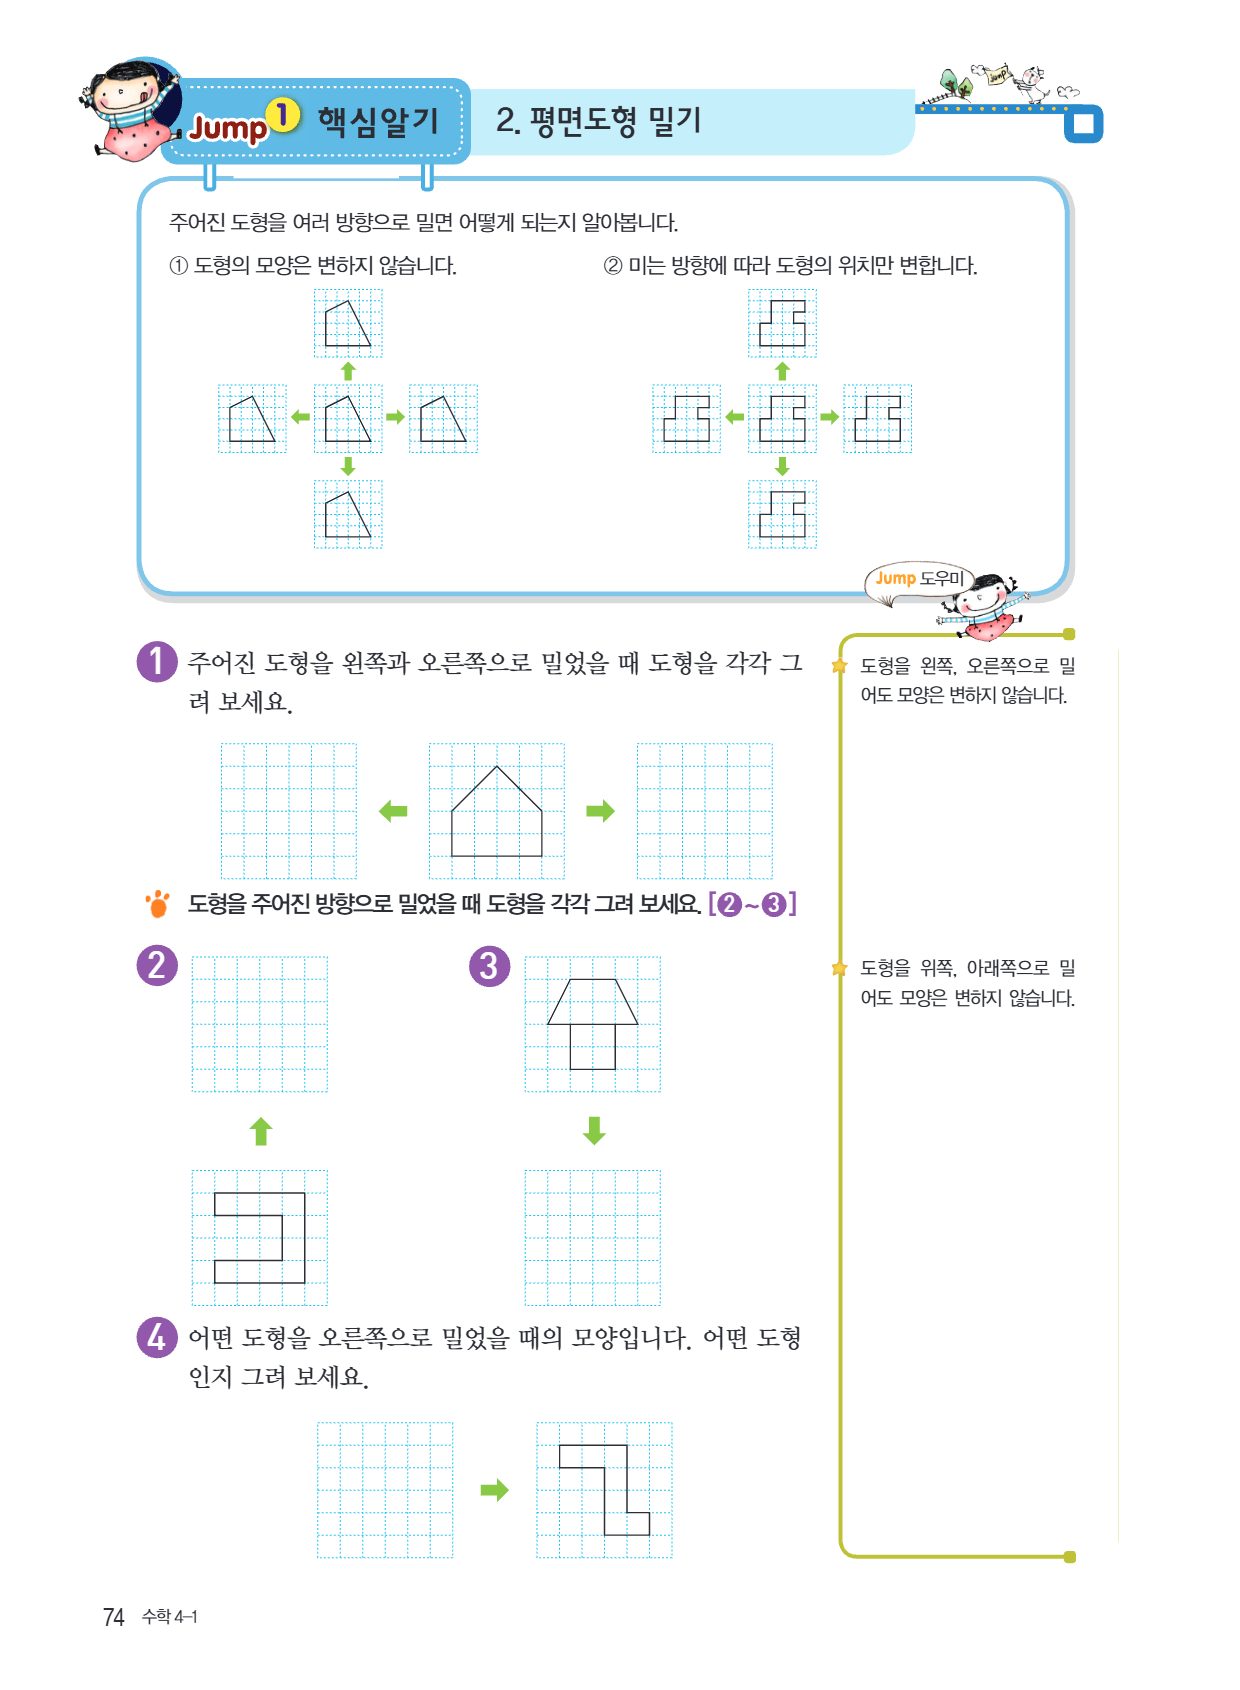 Jump 1 핵심알기 2. 평면도형 밀기
Jump
주어진 도형을 여러 방향으로 밀면 어떻게 되는지 알아봅니다.
① 도형의 모양은 변하지 않습니다.
② 미는 방향에 따라 도형의 위치만 변합니다.
Jump 도우미
1 주어진 도형을 왼쪽과 오른쪽으로 밀었을 때 도형을 각각 그
려 보세요.
도형을 왼쪽, 오른쪽으로 밀
어도 모양은 변하지 않습니다.
도형을 주어진 방향으로 밀었을 때 도형을 각각 그려 보세요. [2~3]
2
3
도형을 위쪽, 아래쪽으로 밀
어도 모양은 변하지 않습니다.
4 어떤 도형을 오른쪽으로 밀었을 때의 모양입니다. 어떤 도형
인지 그려 보세요.
74 수학 4-1